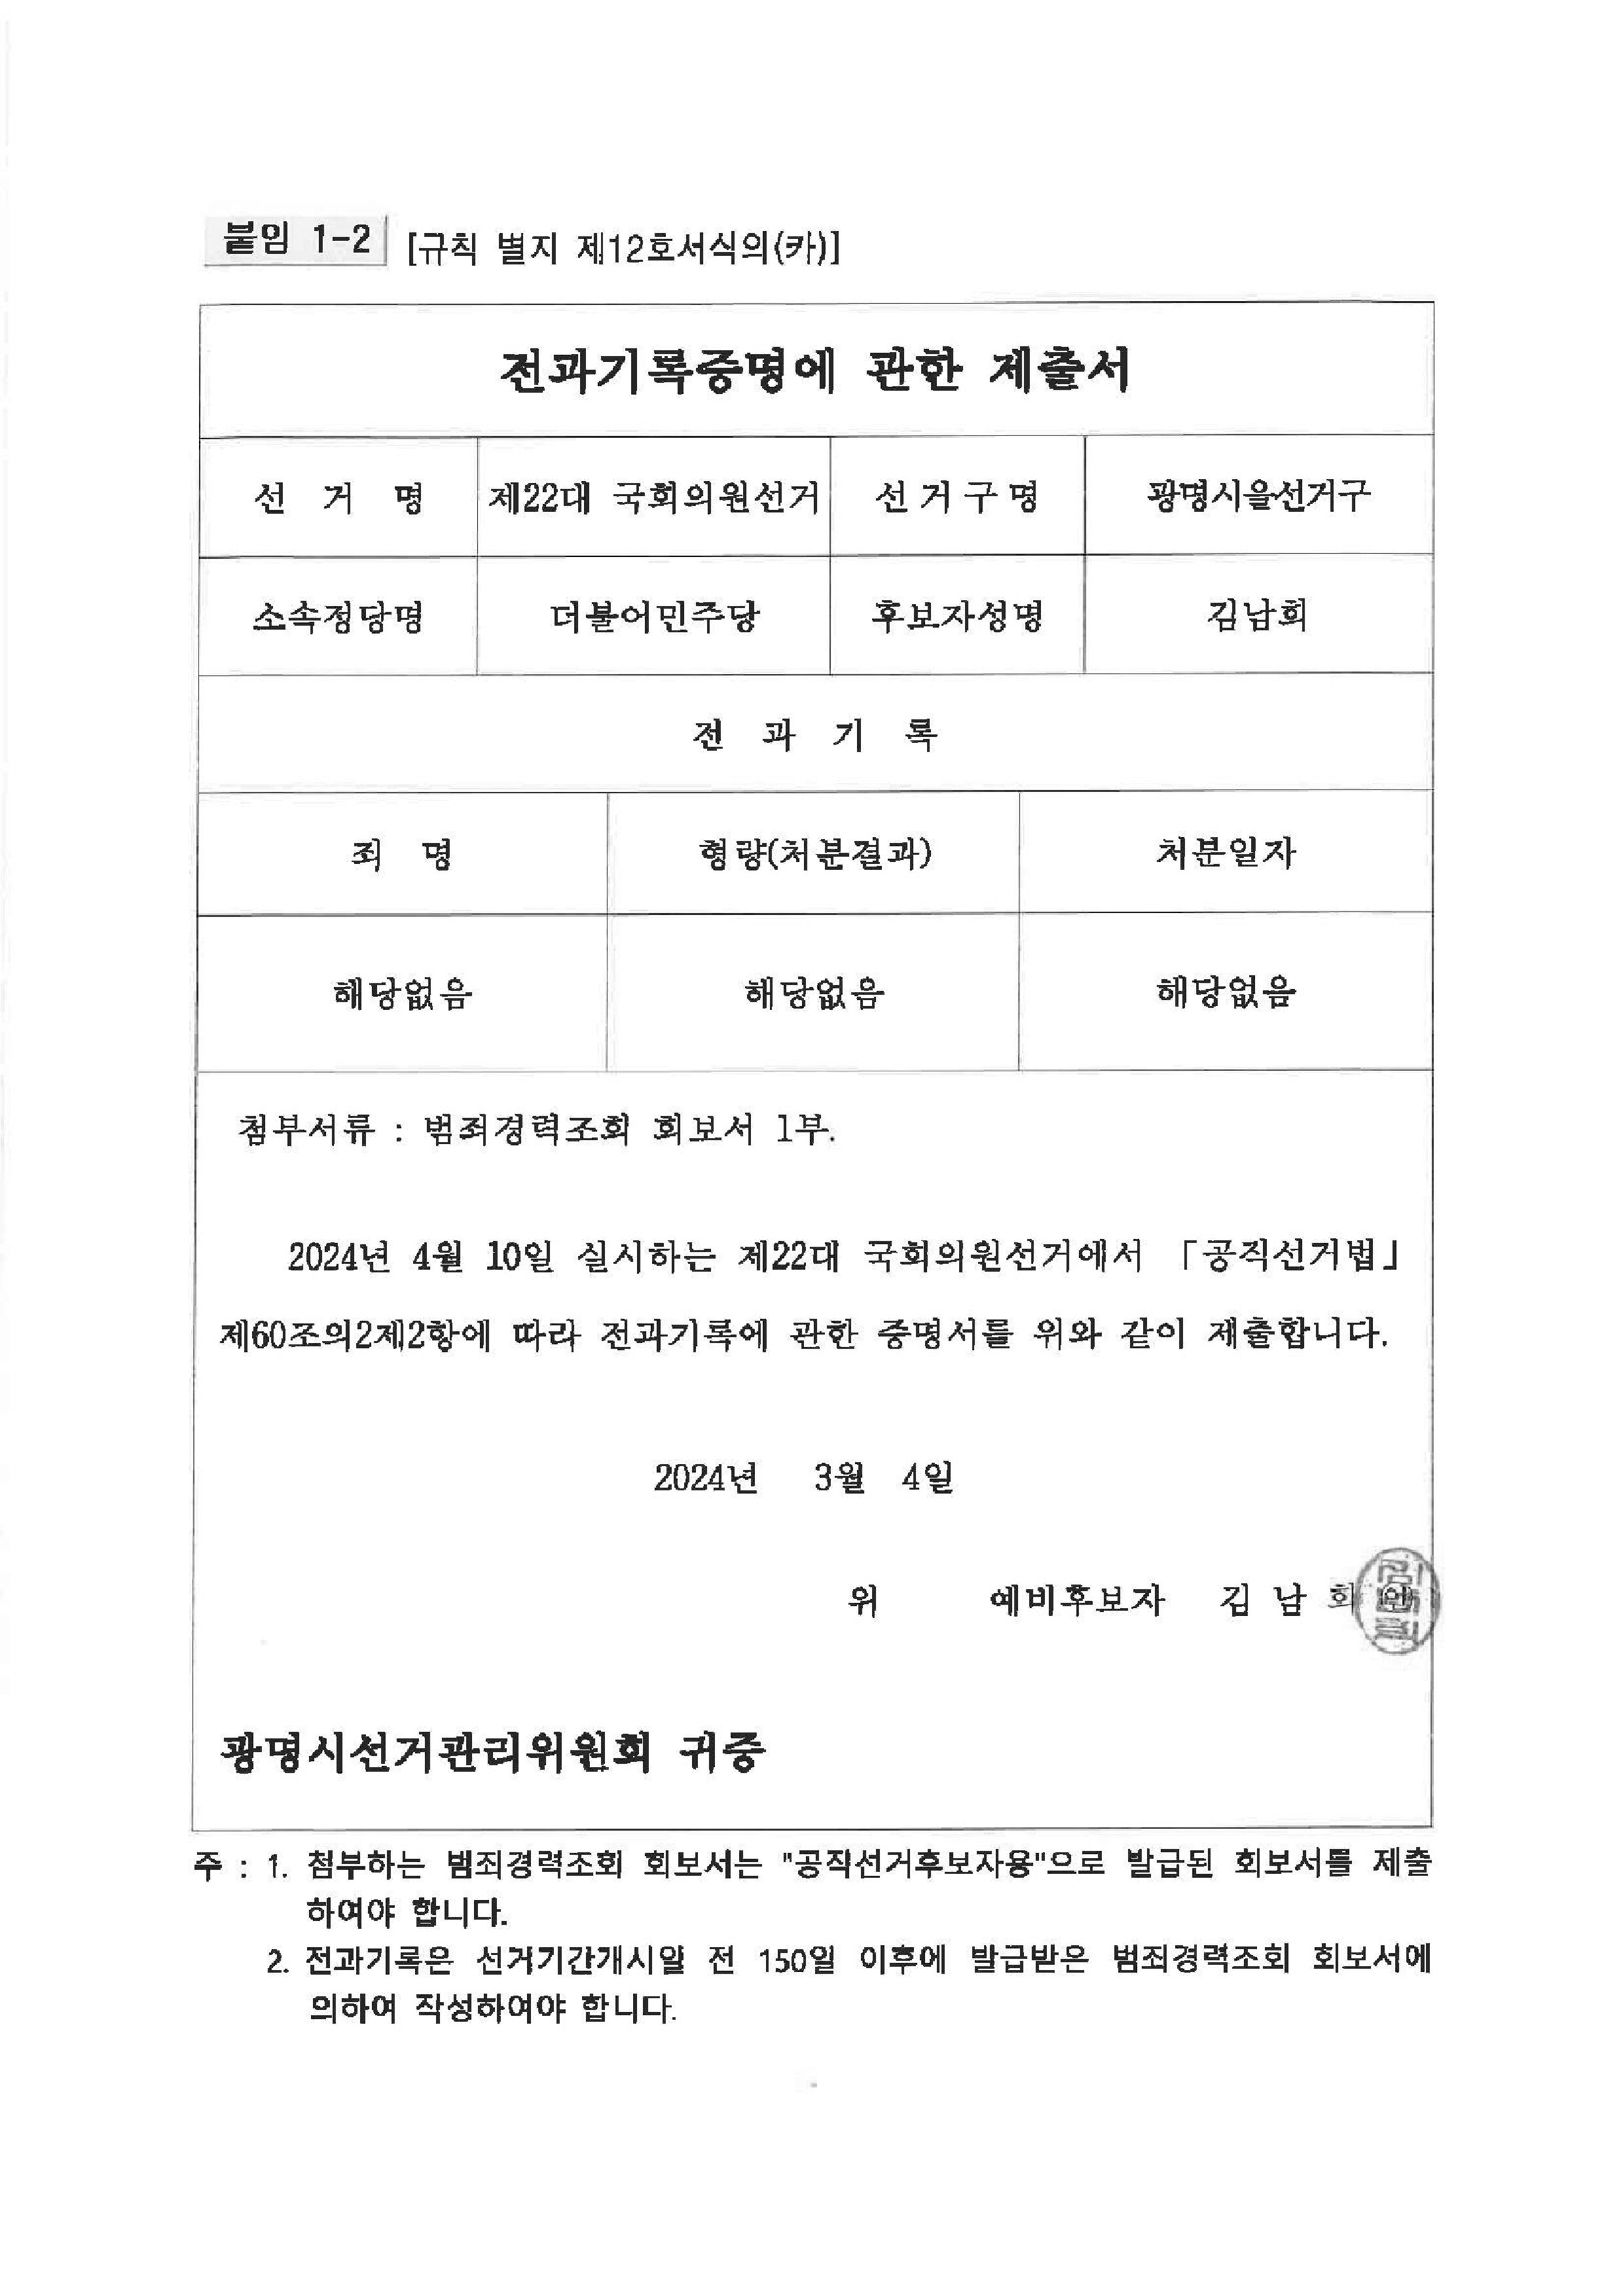 붙임 1-2 [규칙 별지 제12호서식의(카)]
전과기록증명에 관한 제출서
선 거 명 제22대 국회의원선거 선거구명 광명시을선거구
소속정당명 더불어민주당 후보자성명 김남희
전 과 기 록
죄 명 형량(처분결과) 처분일자
해당없음 해당없음 해당없음
첨부서류 : 범죄경력조회 회보서 1부.
2024년 4월 10일 실시하는 제22대 국회의원선거에서 「공직선거법」
제60조의2제2항에 따라 전과기록에 관한 증명서를 위와 같이 제출합니다.
2024년 3월 4일
위 예비후보자 김 남 희
광명시선거관리위원회 귀중
주 : 1. 첨부하는 범죄경력조회 회보서는 "공직선거후보자용"으로 발급된 회보서를 제출
하여야 합니다.
2. 전과기록은 선거기간개시일 전 150일 이후에 발급받은 범죄경력조회 회보서에
의하여 작성하여야 합니다.